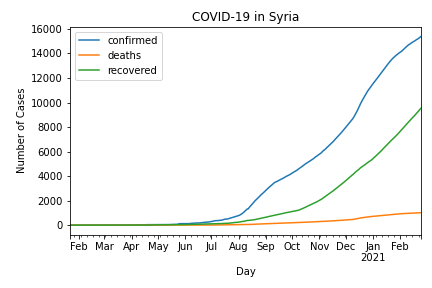 COVID-19 in Syria
16000
14000
12000
10000
8000
6000
4000
2000
0
Number of Cases
confirmed
deaths
recovered
Feb Mar Apr May Jun Jul Aug Sep Oct Nov Dec Jan Feb
2021
Day